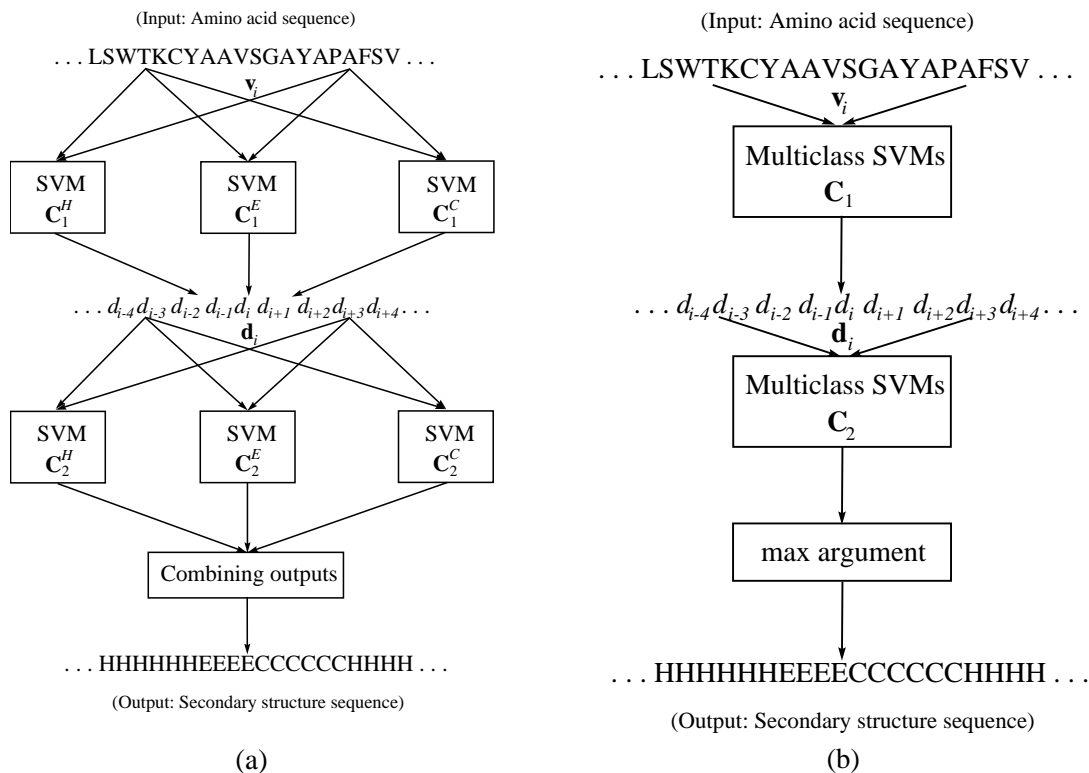 (Input: Amino acid sequence)
. . . LSWTKCYAAVSGAYAPAFSV . . .
v_i
SVM
C_1^H
SVM
C_1^E
SVM
C_1^C
. . . d_{i-4} d_{i-3} d_{i-2} d_{i-1} d_i d_{i+1} d_{i+2} d_{i+3} d_{i+4} . . .
d_i
SVM
C_2^H
SVM
C_2^E
SVM
C_2^C
Combining outputs
. . . HHHHHHEEEECCCCCCHHHH . . .
(Output: Secondary structure sequence)
(a)
(Input: Amino acid sequence)
. . . LSWTKCYAAVSGAYAPAFSV . . .
v_i
Multiclass SVMs
C_1
. . . d_{i-4} d_{i-3} d_{i-2} d_{i-1} d_i d_{i+1} d_{i+2} d_{i+3} d_{i+4} . . .
d_i
Multiclass SVMs
C_2
max argument
. . . HHHHHHEEEECCCCCCHHHH . . .
(Output: Secondary structure sequence)
(b)